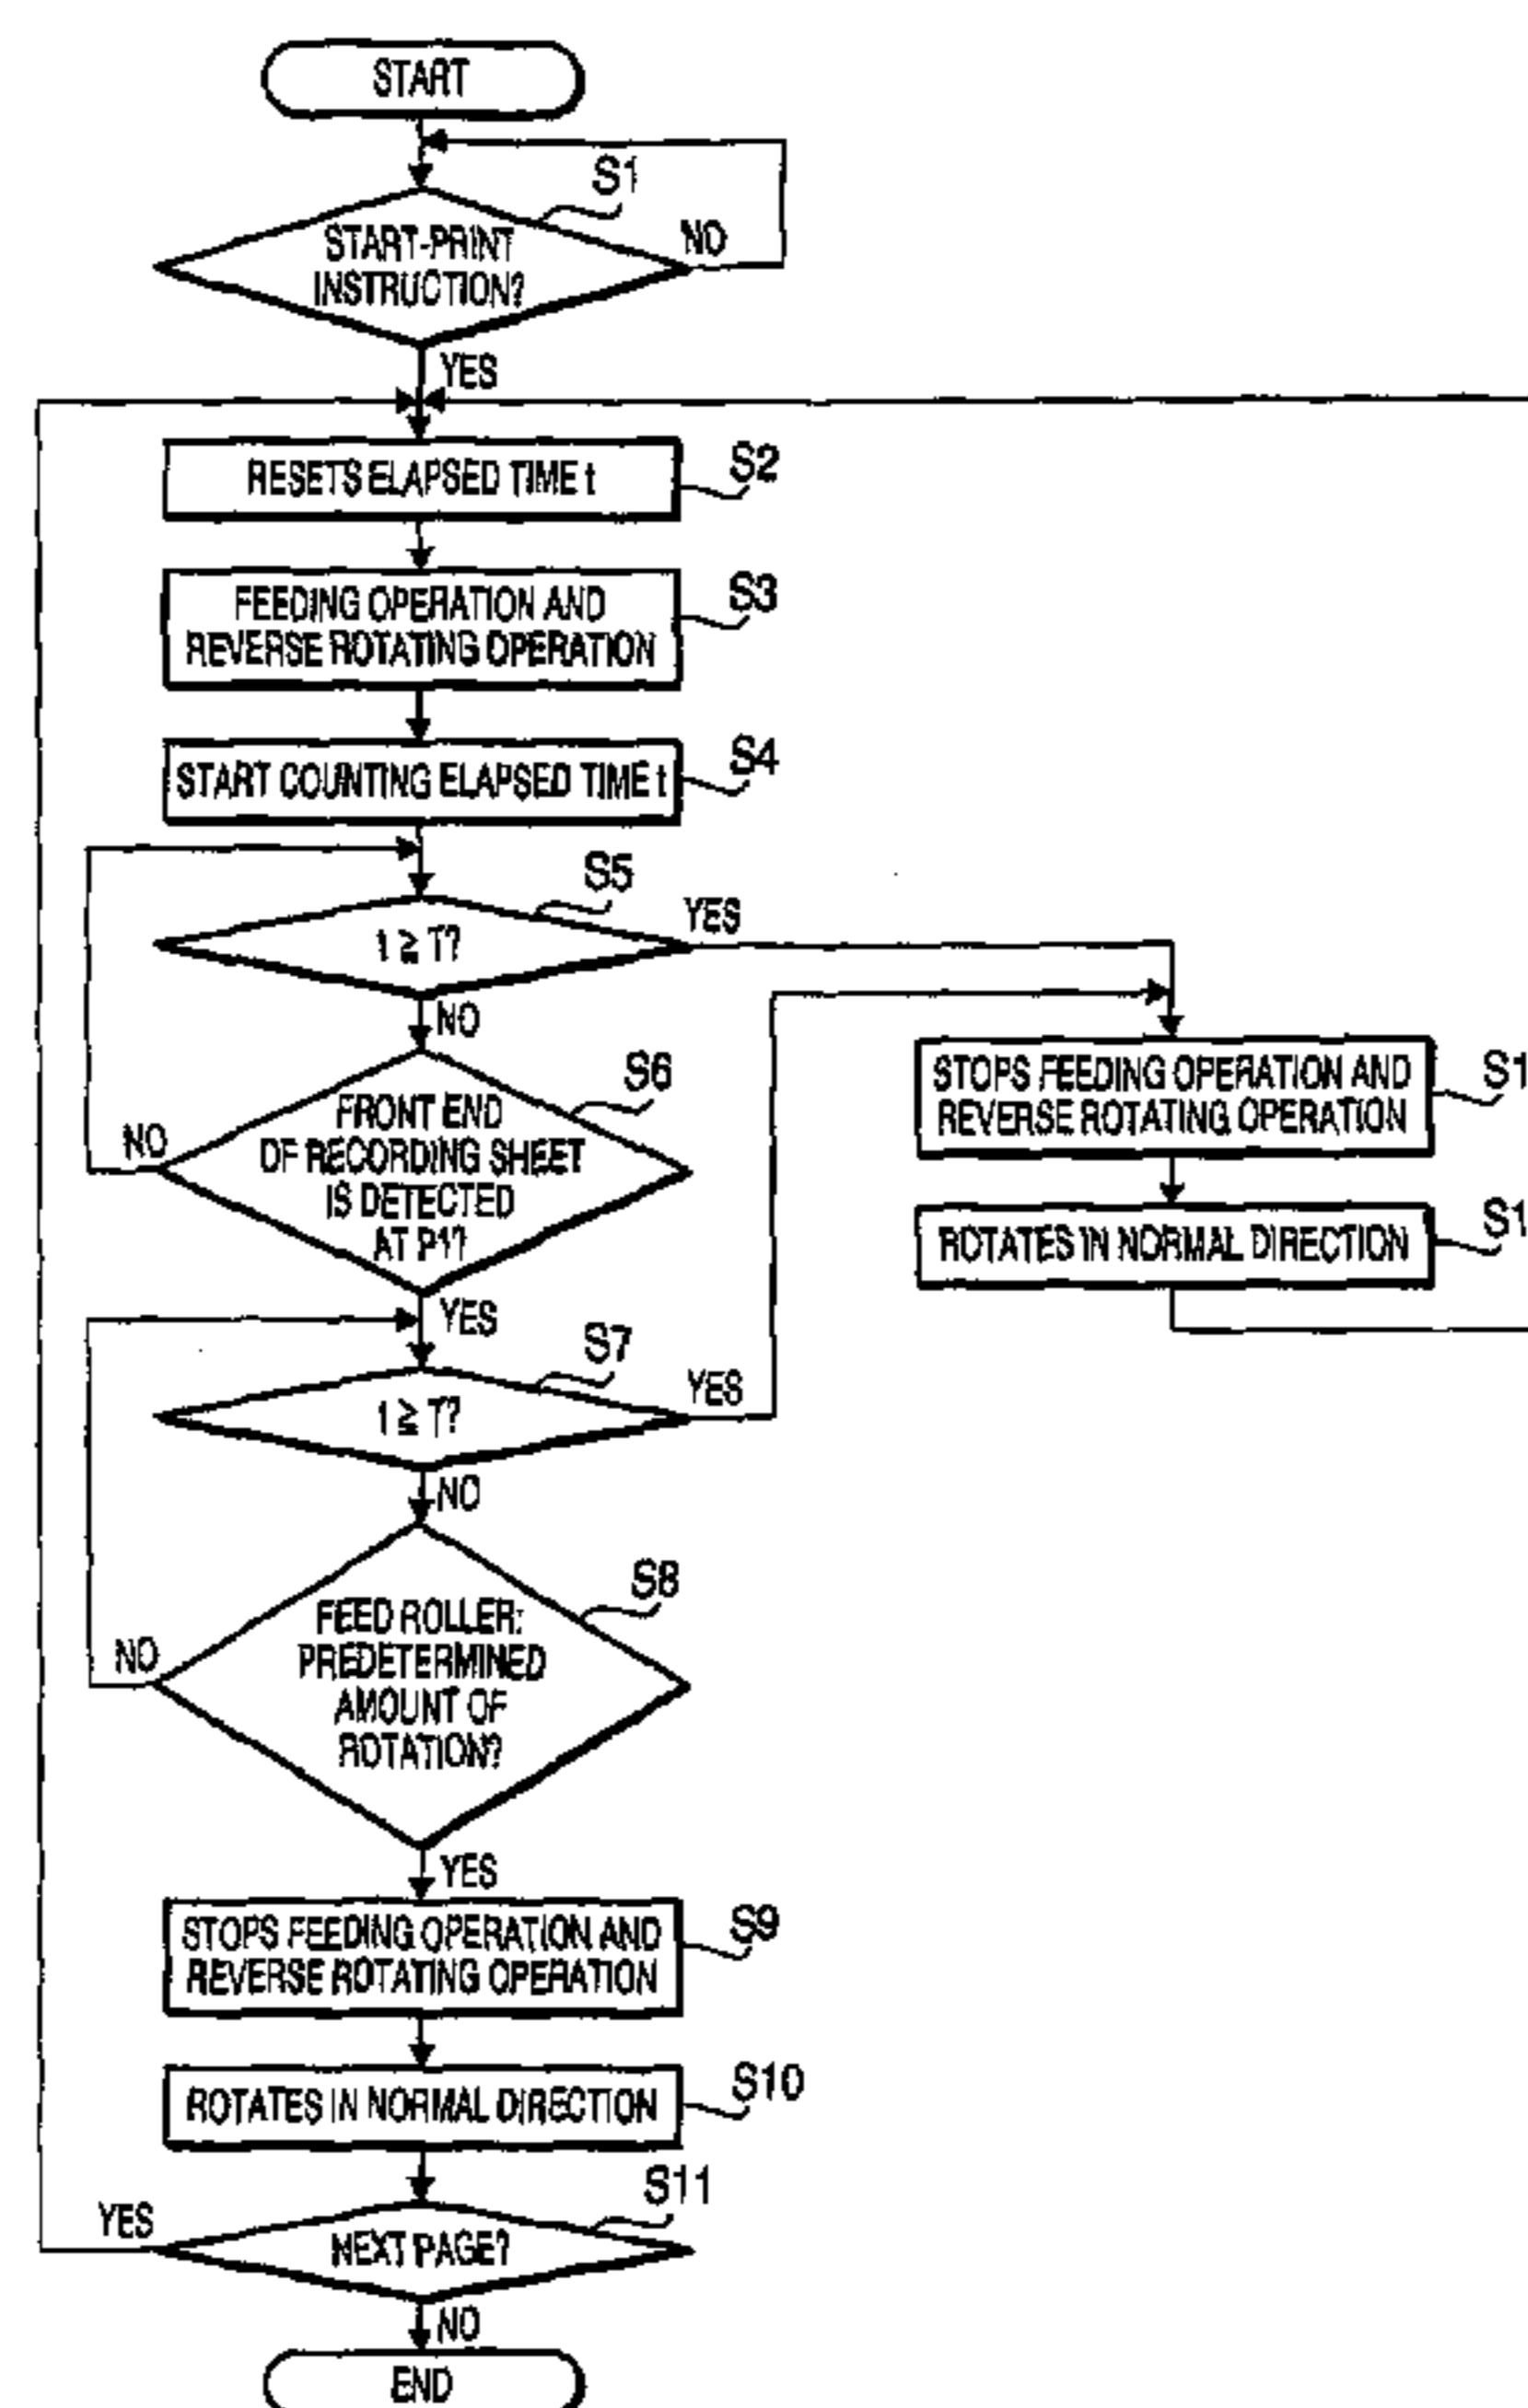 START
S1
START-PRINT
INSTRUCTION?
NO
YES
RESETS ELAPSED TIME t
S2
FEEDING OPERATION AND
REVERSE ROTATING OPERATION
S3
START COUNTING ELAPSED TIME t
S4
S5
t ≧ T?
YES
NO
S6
FRONT END
OF RECORDING SHEET
IS DETECTED
AT P1?
NO
YES
STOPS FEEDING OPERATION AND
REVERSE ROTATING OPERATION
S1
ROTATES IN NORMAL DIRECTION
S1
S7
t ≧ T?
YES
NO
S8
FEED ROLLER:
PREDETERMINED
AMOUNT OF
ROTATION?
NO
YES
STOPS FEEDING OPERATION AND
REVERSE ROTATING OPERATION
S9
ROTATES IN NORMAL DIRECTION
S10
S11
NEXT PAGE?
YES
NO
END